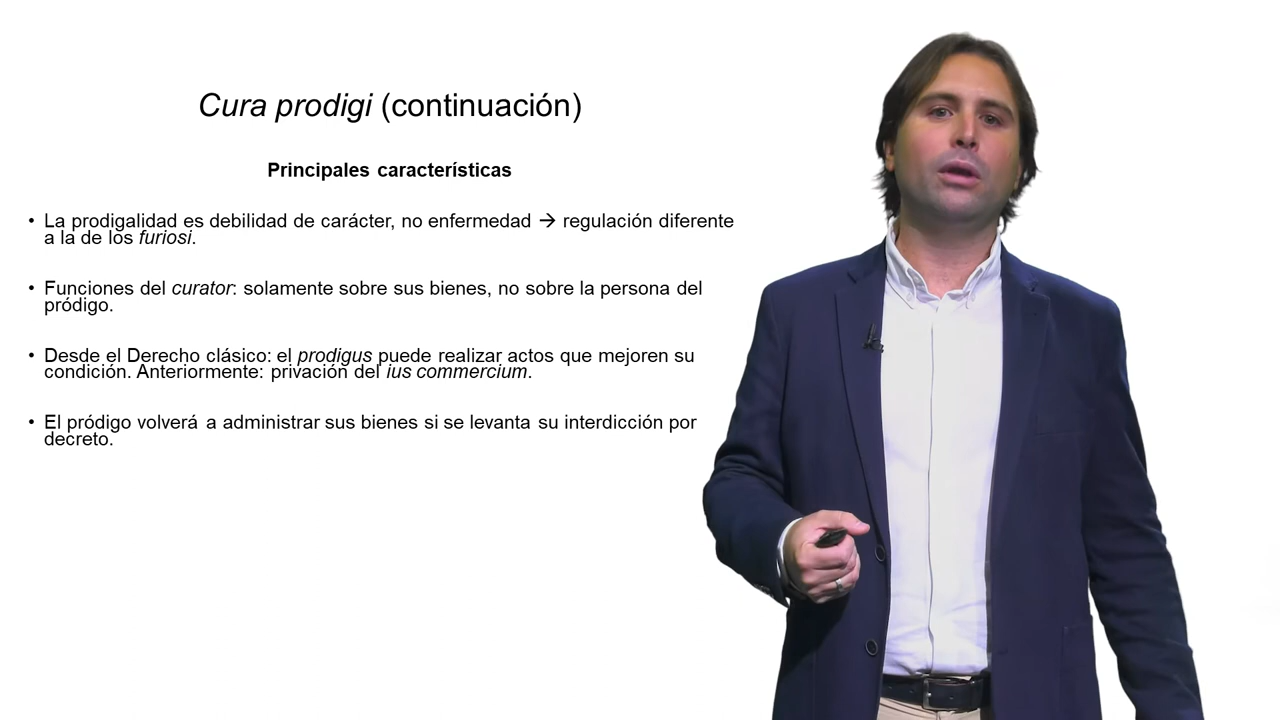 Cura prodigi (continuación)
Principales características
• La prodigalidad es debilidad de carácter, no enfermedad → regulación diferente
a la de los furiosi.
• Funciones del curator: solamente sobre sus bienes, no sobre la persona del
pródigo.
• Desde el Derecho clásico: el prodigus puede realizar actos que mejoren su
condición. Anteriormente: privación del ius commercium.
• El pródigo volverá a administrar sus bienes si se levanta su interdicción por
decreto.